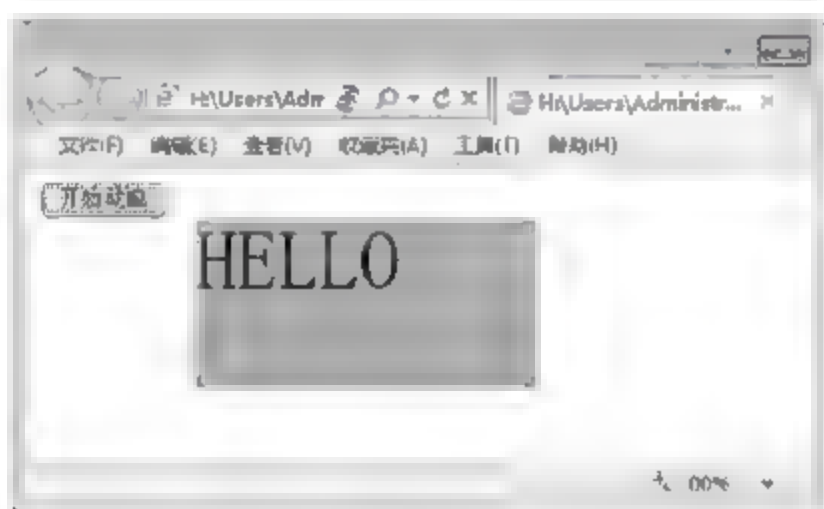 H:\Users\Adm
H:\Users\Administr...
文件(F) 编辑(E) 查看(V) 收藏夹(A) 工具(T) 帮助(H)
开始动画
HELLO
00%